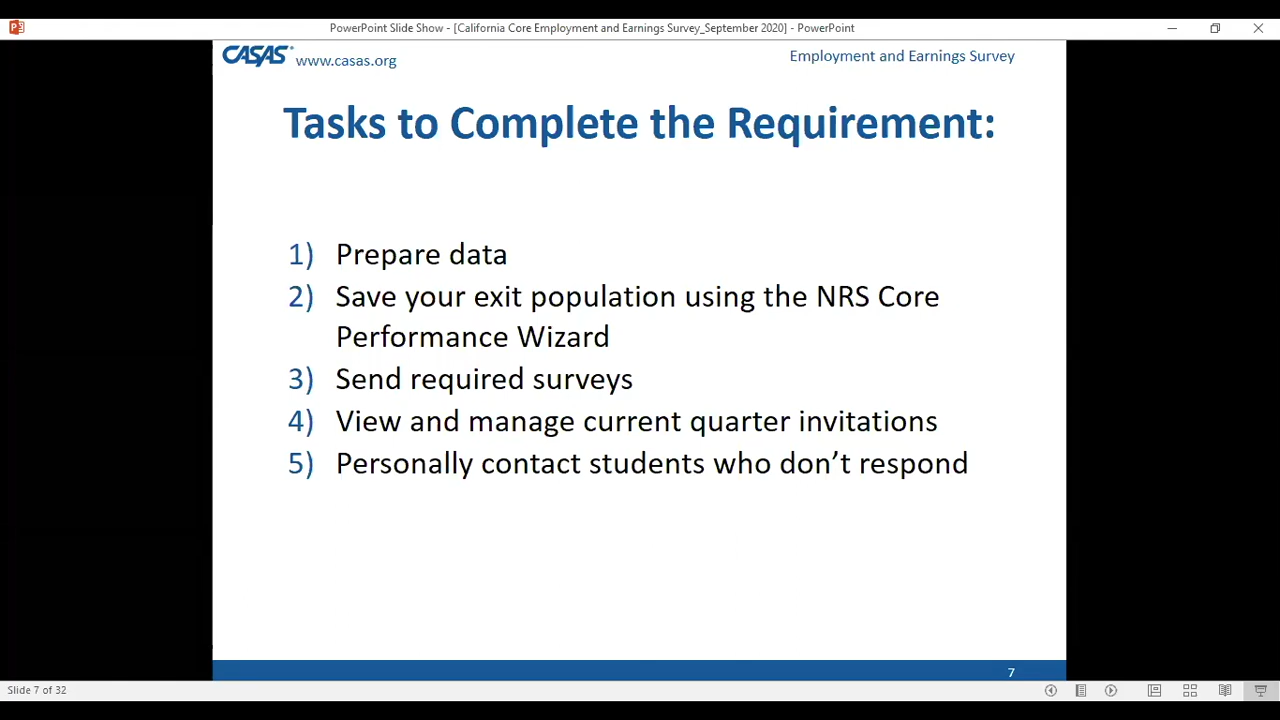 PowerPoint Slide Show - [California Core Employment and Earnings Survey_September 2020] - PowerPoint
CASAS www.casas.org
Employment and Earnings Survey
Tasks to Complete the Requirement:
1) Prepare data
2) Save your exit population using the NRS Core
Performance Wizard
3) Send required surveys
4) View and manage current quarter invitations
5) Personally contact students who don’t respond
7
Slide 7 of 32